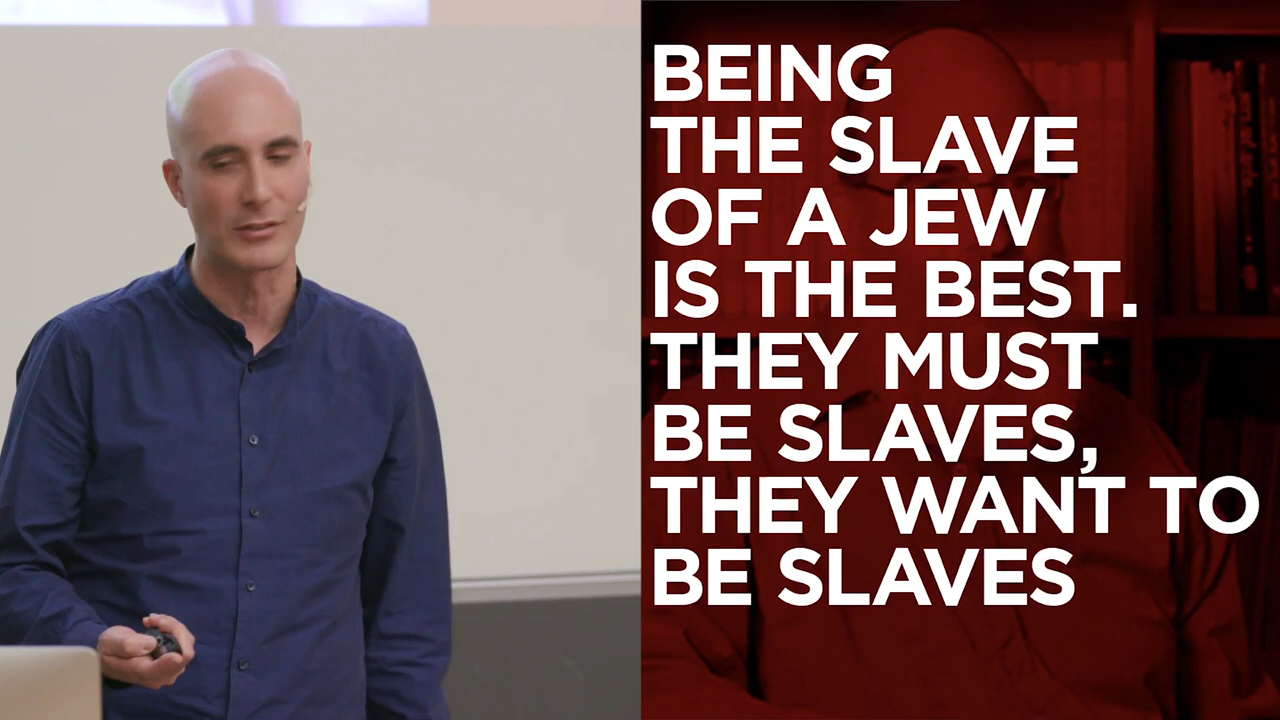 BEING
THE SLAVE
OF A JEW
IS THE BEST.
THEY MUST
BE SLAVES,
THEY WANT TO
BE SLAVES